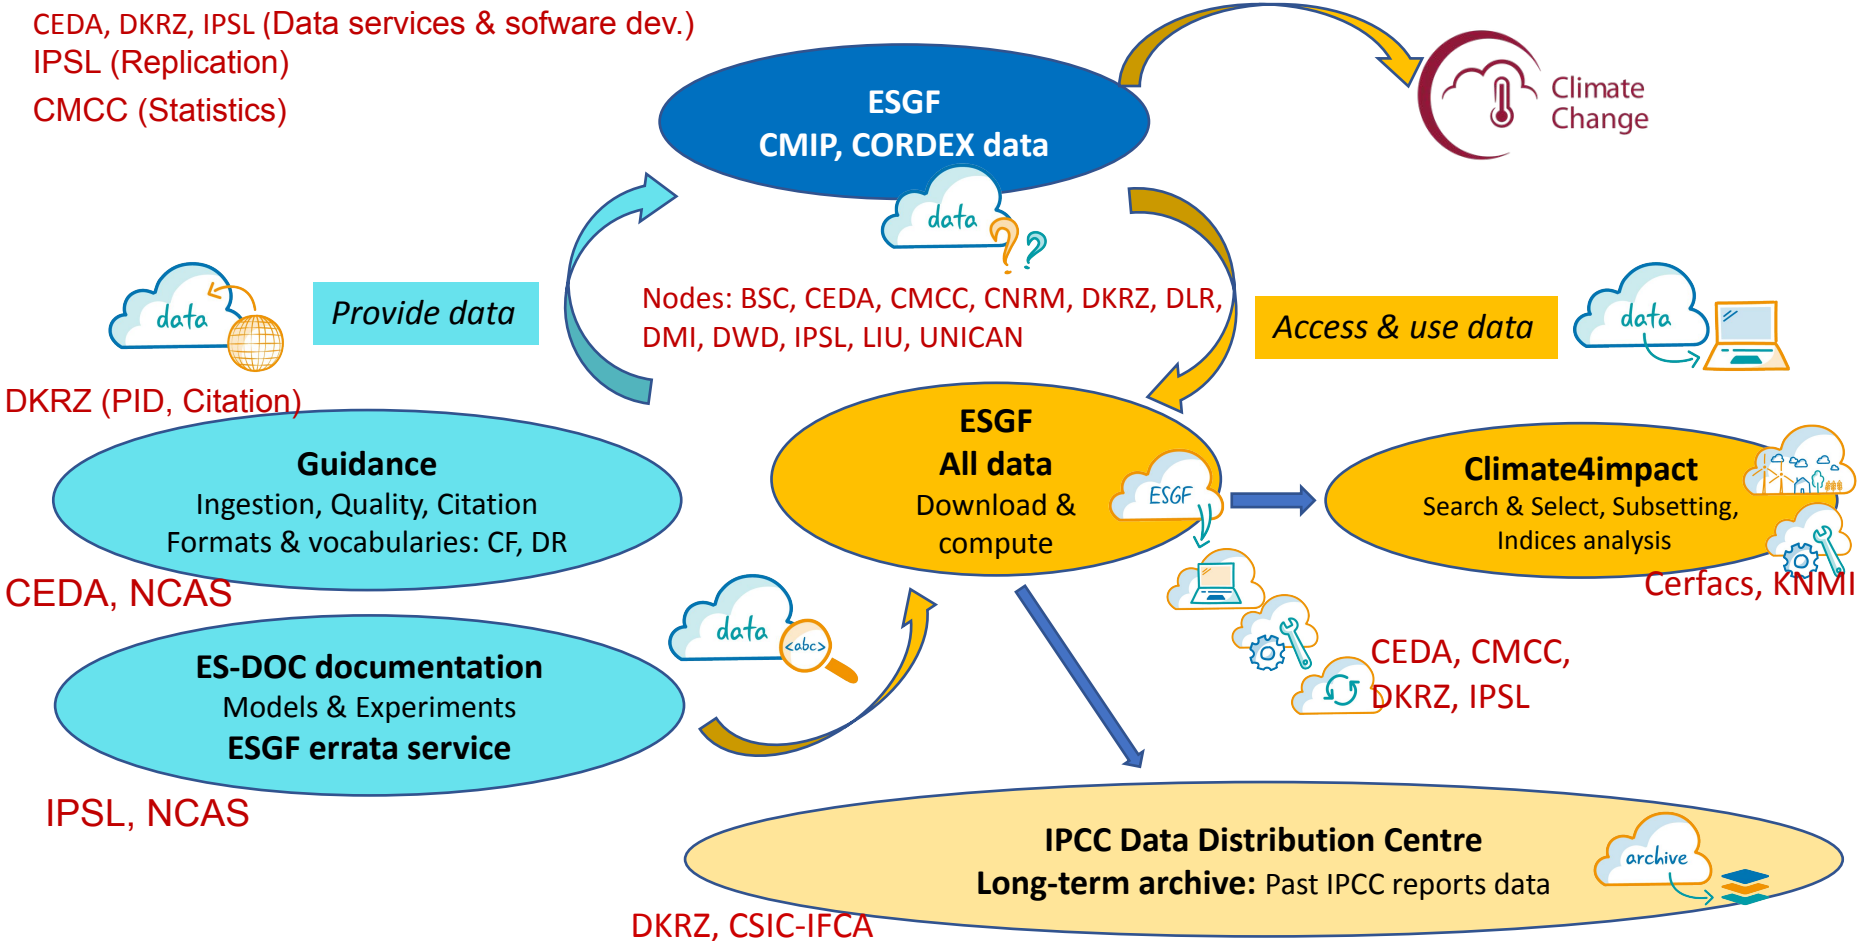 CEDA, DKRZ, IPSL (Data services & sofware dev.)
IPSL (Replication)
CMCC (Statistics)
ESGF
CMIP, CORDEX data
data
Climate
Change
data
Provide data
Nodes: BSC, CEDA, CMCC, CNRM, DKRZ, DLR,
DMI, DWD, IPSL, LIU, UNICAN
Access & use data
data
DKRZ (PID, Citation)
Guidance
Ingestion, Quality, Citation
Formats & vocabularies: CF, DR
CEDA, NCAS
ESGF
All data
Download &
compute
ESGF
Climate4impact
Search & Select, Subsetting,
Indices analysis
Cerfacs, KNMI
data
<abc>
ES-DOC documentation
Models & Experiments
ESGF errata service
IPSL, NCAS
CEDA, CMCC,
DKRZ, IPSL
IPCC Data Distribution Centre
Long-term archive: Past IPCC reports data
archive
DKRZ, CSIC-IFCA